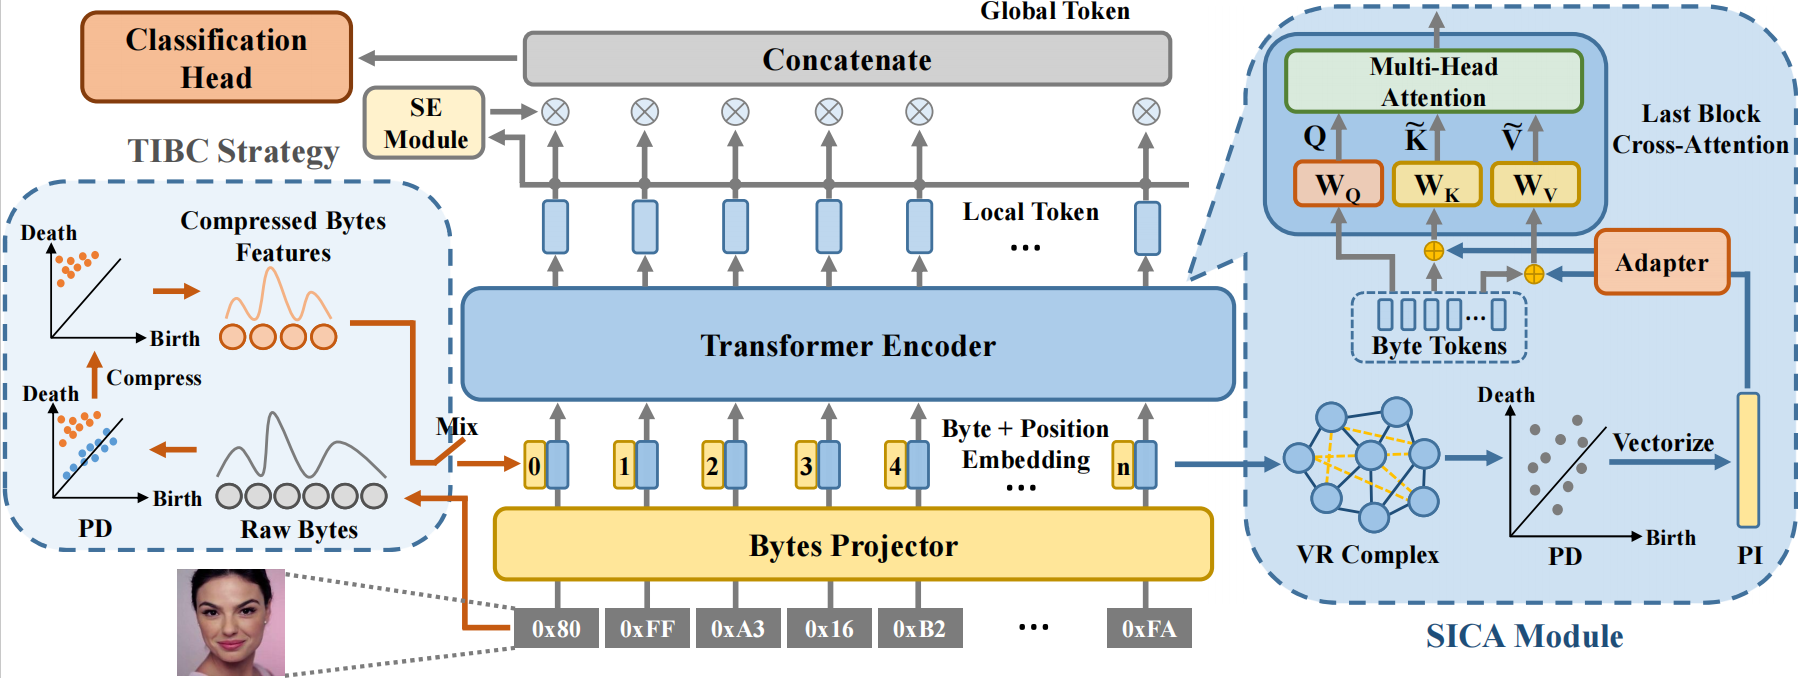 Global Token
Classification
Head
Concatenate
SE
Module
TIBC Strategy
Compressed Bytes
Features
Death
Birth
Compress
Death
Birth
PD
Raw Bytes
Mix
Local Token
...
Transformer Encoder
0 1 2 3 4 n
Byte + Position
Embedding
...
Bytes Projector
0x80 0xFF 0xA3 0x16 0xB2 ... 0xFA
Multi-Head
Attention
Last Block
Cross-Attention
Q K̃ Ṽ
W_Q W_K W_V
Adapter
...
Byte Tokens
Death
Vectorize
Birth
VR Complex
PD
PI
SICA Module